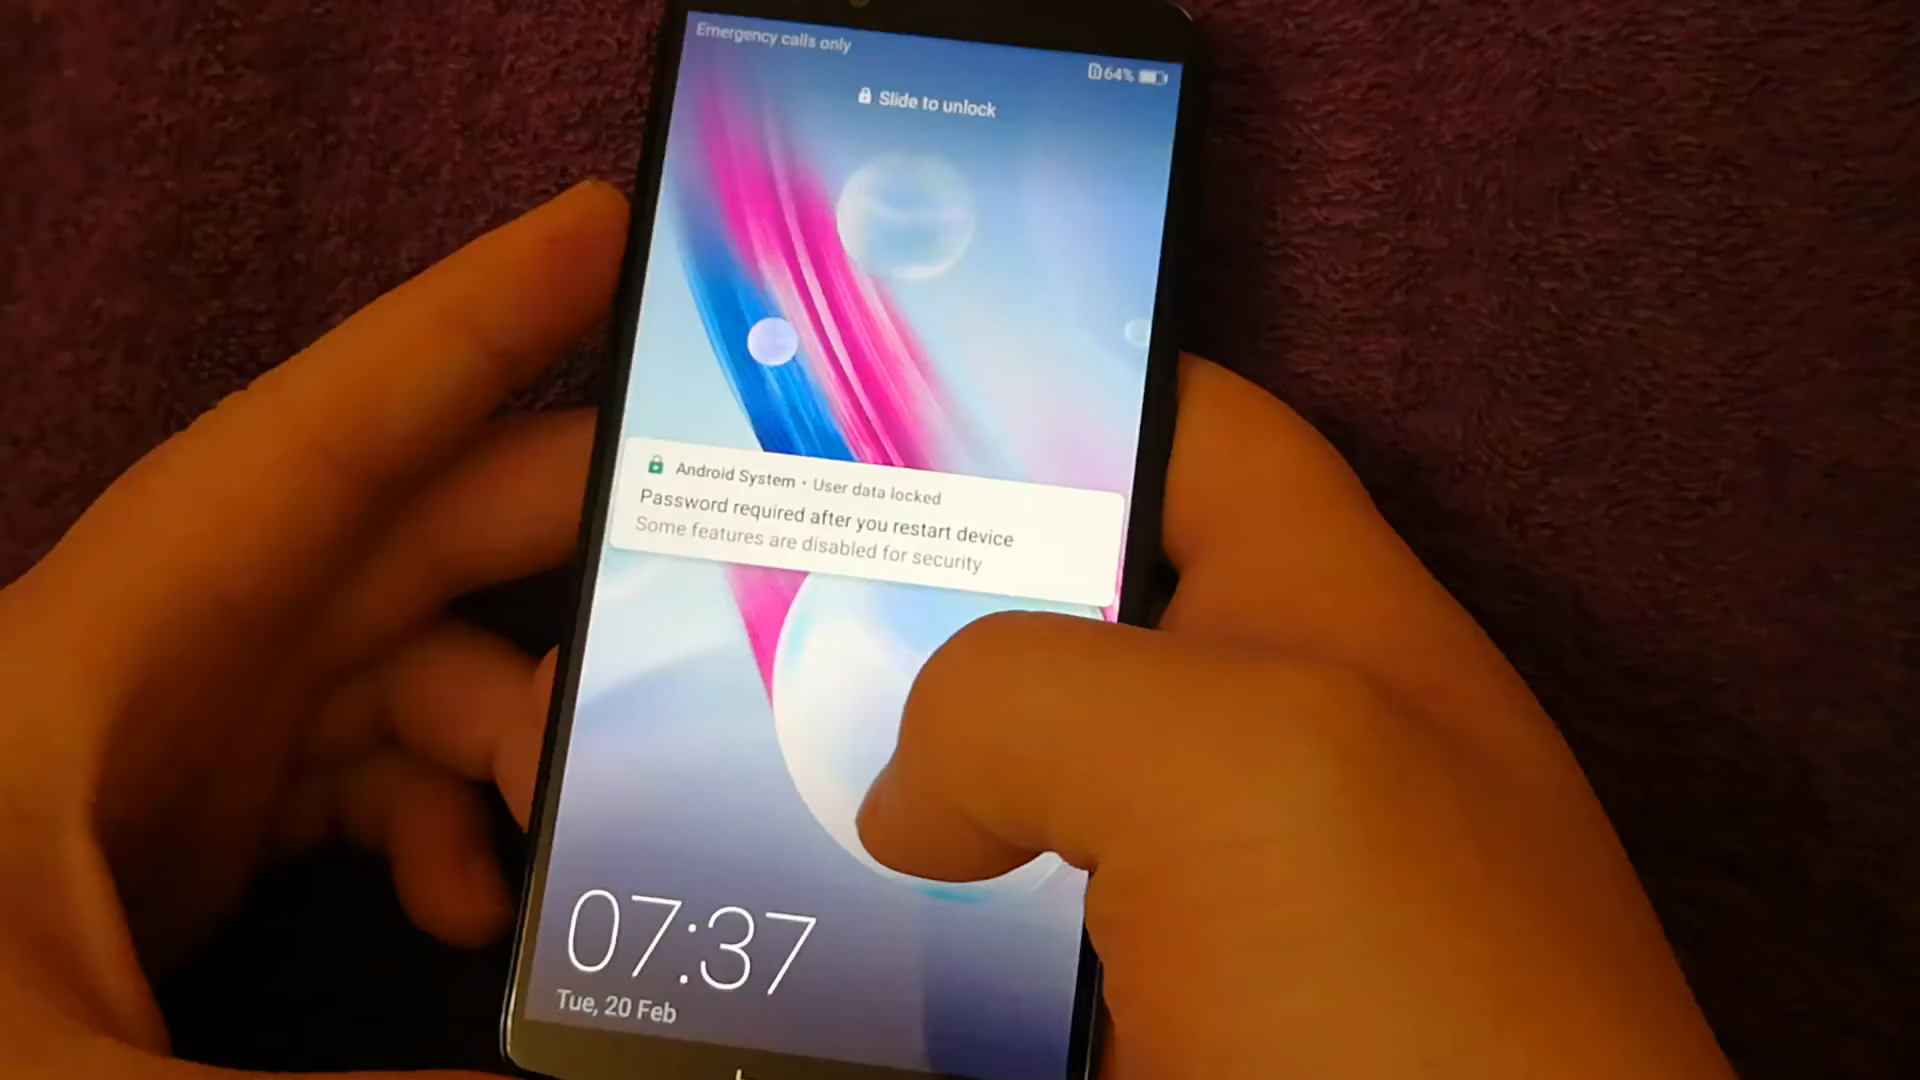 Emergency calls only
64%
Slide to unlock
Android System • User data locked
Password required after you restart device
Some features are disabled for security
07:37
Tue, 20 Feb